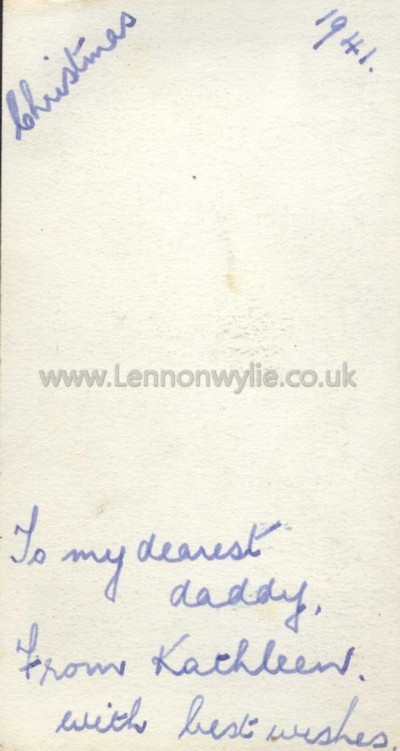 Christmas
1941.
www.Lennonwylie.co.uk
To my dearest
daddy,
From Kathleen.
with best wishes.